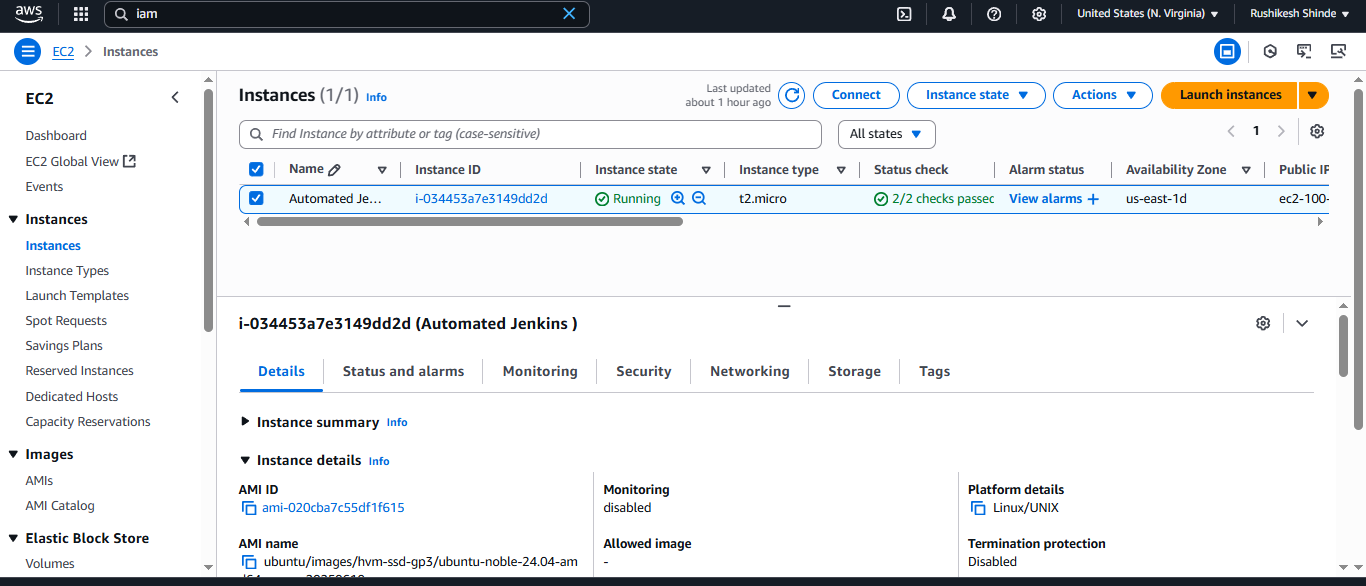 aws
iam
United States (N. Virginia)
Rushikesh Shinde
EC2
Instances
EC2
Dashboard
EC2 Global View
Events
Instances
Instances
Instance Types
Launch Templates
Spot Requests
Savings Plans
Reserved Instances
Dedicated Hosts
Capacity Reservations
Images
AMIs
AMI Catalog
Elastic Block Store
Volumes
Instances (1/1) Info
Last updated
about 1 hour ago
Connect
Instance state
Actions
Launch instances
Find Instance by attribute or tag (case-sensitive)
All states
1
Name Instance ID Instance state Instance type Status check Alarm status Availability Zone Public IP
Automated Je... i-034453a7e3149dd2d Running t2.micro 2/2 checks passec View alarms + us-east-1d ec2-100-
i-034453a7e3149dd2d (Automated Jenkins )
Details Status and alarms Monitoring Security Networking Storage Tags
Instance summary Info
Instance details Info
AMI ID
ami-020cba7c55df1f615
Monitoring
disabled
Platform details
Linux/UNIX
AMI name
ubuntu/images/hvm-ssd-gp3/ubuntu-noble-24.04-am
Allowed image
-
Termination protection
Disabled